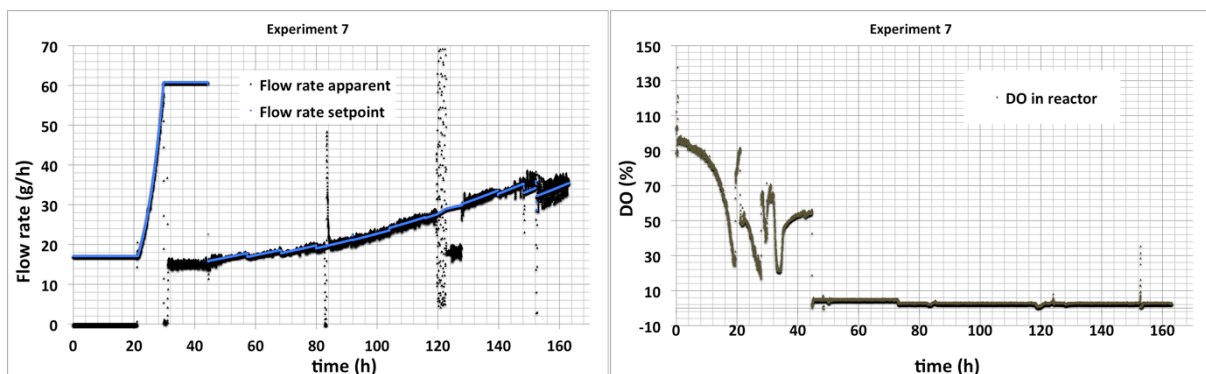 Experiment 7
70
60
50
40
30
20
10
0
Flow rate (g/h)
Flow rate apparent
Flow rate setpoint
0 20 40 60 80 100 120 140 160
time (h)
Experiment 7
150
130
110
90
70
50
30
10
-10
DO (%)
DO in reactor
0 20 40 60 80 100 120 140 160
time (h)